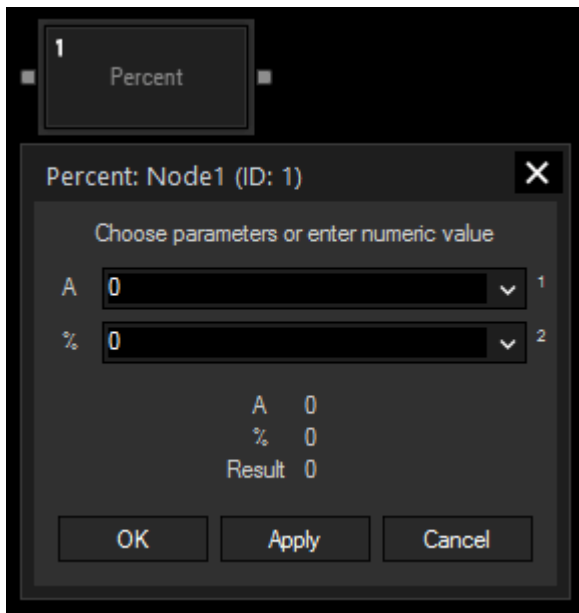 1
Percent
Percent: Node1 (ID: 1)
Choose parameters or enter numeric value
A 0 1
% 0 2
A 0
% 0
Result 0
OK Apply Cancel